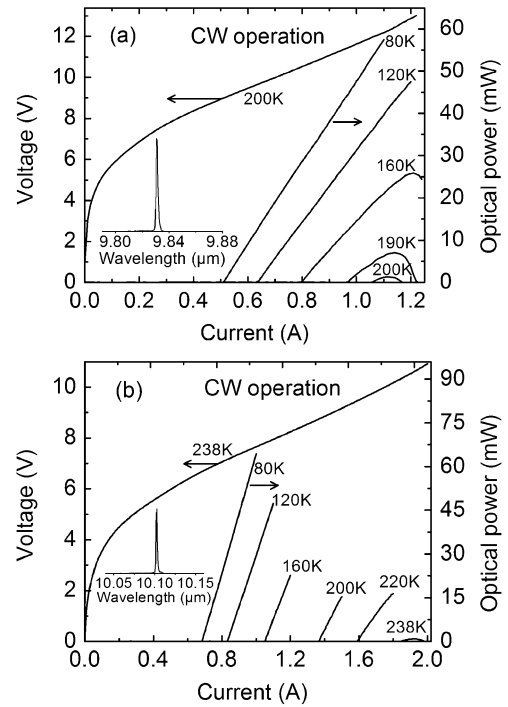 (a) CW operation
12
10
8
6
4
2
0
Voltage (V)
60
50
40
30
20
10
0
Optical power (mW)
80K
120K
200K
160K
190K
200K
9.80 9.84 9.88
Wavelength (µm)
0.0 0.2 0.4 0.6 0.8 1.0 1.2
Current (A)
(b) CW operation
10
8
6
4
2
0
Voltage (V)
90
75
60
45
30
15
0
Optical power (mW)
238K
80K
120K
160K
200K
220K
238K
10.05 10.10 10.15
Wavelength (µm)
0.0 0.4 0.8 1.2 1.6 2.0
Current (A)